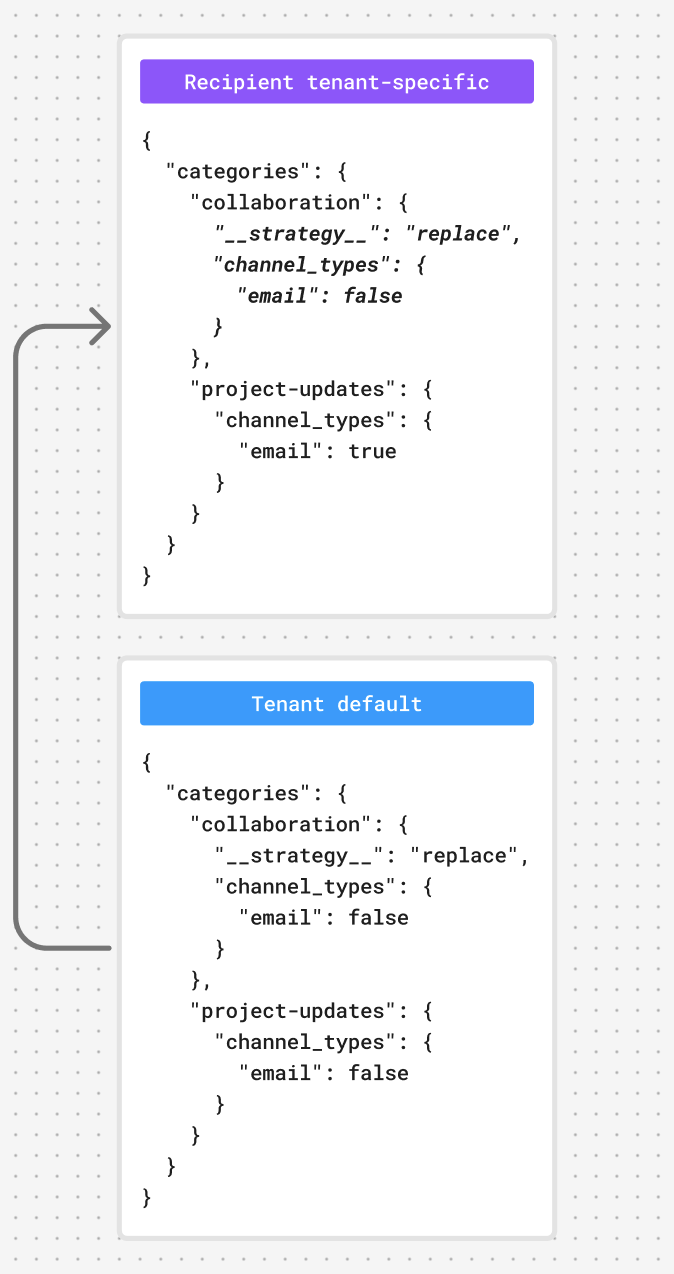 Recipient tenant-specific
{
  "categories": {
    "collaboration": {
      "__strategy__": "replace",
      "channel_types": {
        "email": false
      }
    },
    "project-updates": {
      "channel_types": {
        "email": true
      }
    }
  }
}
Tenant default
{
  "categories": {
    "collaboration": {
      "__strategy__": "replace",
      "channel_types": {
        "email": false
      }
    },
    "project-updates": {
      "channel_types": {
        "email": false
      }
    }
  }
}